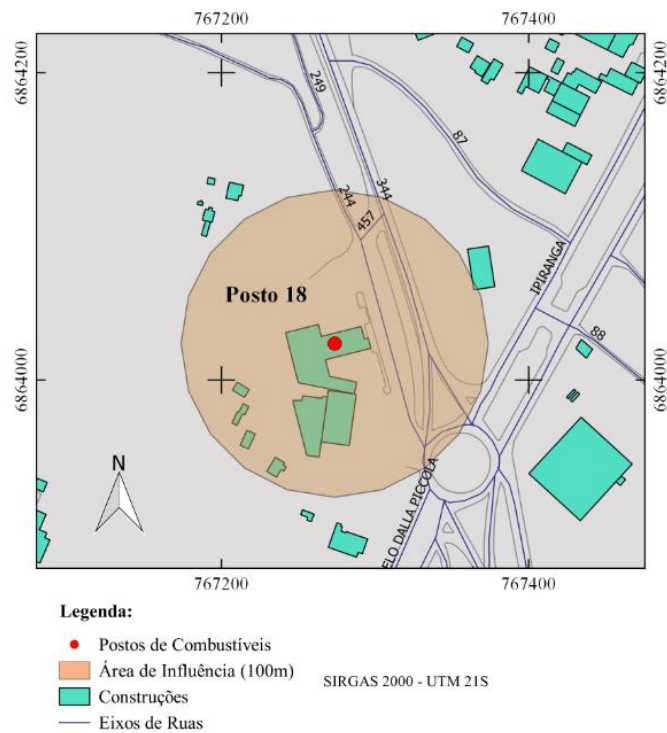 767200 767400
6864200 6864200
249
87
244 344
457
Posto 18
IPIRANGA
88
6864000 6864000
N
ELO DALLA PICCOLA
767200 767400
Legenda:
Postos de Combustíveis
Área de Influência (100m)
SIRGAS 2000 - UTM 21S
Construções
Eixos de Ruas